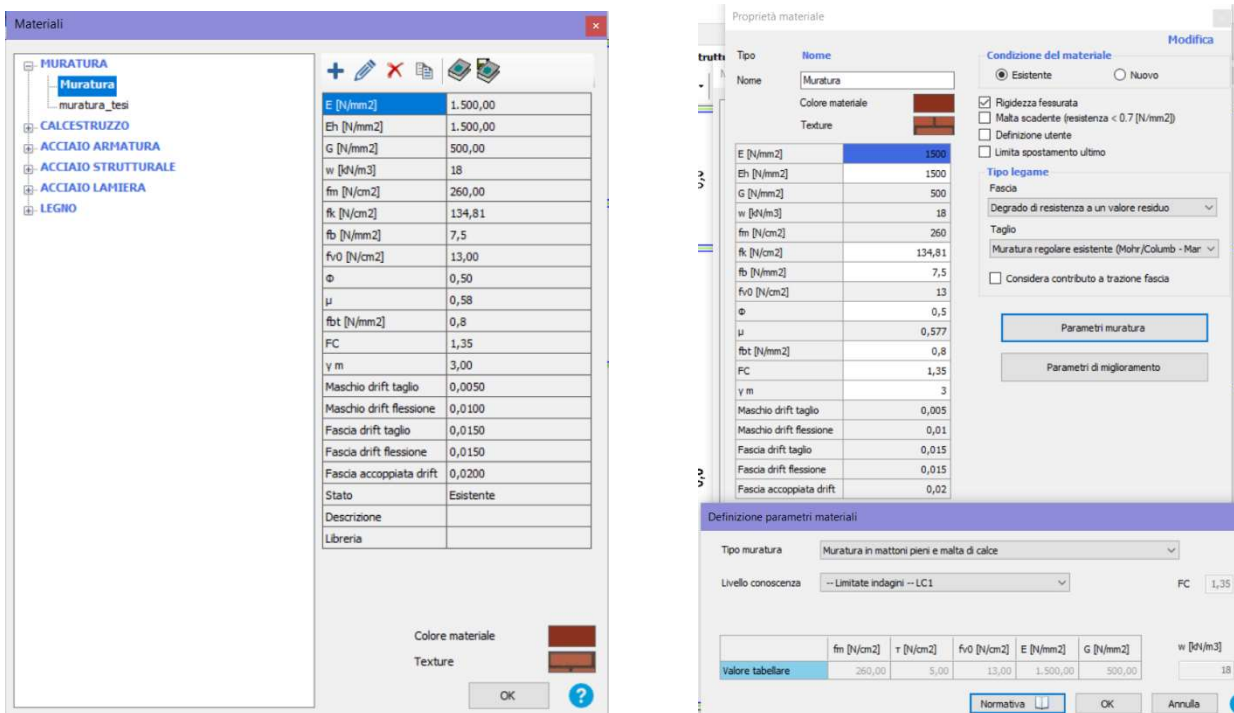 Materiali
MURATURA
Muratura
muratura_tesi
CALCESTRUZZO
ACCIAIO ARMATURA
ACCIAIO STRUTTURALE
ACCIAIO LAMIERA
LEGNO
E [N/mm2] 1.500,00
Eh [N/mm2] 1.500,00
G [N/mm2] 500,00
w [kN/m3] 18
fm [N/cm2] 260,00
fk [N/cm2] 134,81
fb [N/mm2] 7,5
fv0 [N/cm2] 13,00
Φ 0,50
μ 0,58
fbt [N/mm2] 0,8
FC 1,35
γ m 3,00
Maschio drift taglio 0,0050
Maschio drift flessione 0,0100
Fascia drift taglio 0,0150
Fascia drift flessione 0,0150
Fascia accoppiata drift 0,0200
Stato Esistente
Descrizione
Libreria
Colore materiale
Texture
OK
?
Proprietà materiale
Modifica
Tipo Nome
Nome Muratura
Colore materiale
Texture
E [N/mm2] 1500
Eh [N/mm2] 1500
G [N/mm2] 500
w [kN/m3] 18
fm [N/cm2] 260
fk [N/cm2] 134,81
fb [N/mm2] 7,5
fv0 [N/cm2] 13
Φ 0,5
μ 0,577
fbt [N/mm2] 0,8
FC 1,35
γ m 3
Maschio drift taglio 0,005
Maschio drift flessione 0,01
Fascia drift taglio 0,015
Fascia drift flessione 0,015
Fascia accoppiata drift 0,02
Condizione del materiale
Esistente Nuovo
Rigidezza fessurata
Malta scadente (resistenza < 0.7 [N/mm2])
Definizione utente
Limita spostamento ultimo
Tipo legame
Fascia
Degrado di resistenza a un valore residuo
Taglio
Muratura regolare esistente (Mohr/Columb - Mar
Considera contributo a trazione fascia
Parametri muratura
Parametri di miglioramento
Definizione parametri materiali
Tipo muratura Muratura in mattoni pieni e malta di calce
Livello conoscenza -- Limitate indagini -- LC1 FC 1,35
fm [N/cm2] τ [N/cm2] fv0 [N/cm2] E [N/mm2] G [N/mm2] w [kN/m3]
Valore tabellare 260,00 5,00 13,00 1.500,00 500,00 18
Normativa OK Annulla